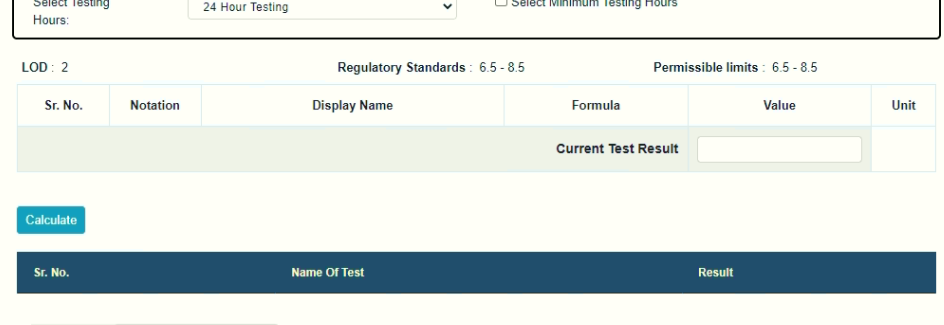 Select Testing Hours:
24 Hour Testing
Select Minimum Testing Hours
LOD : 2
Regulatory Standards : 6.5 - 8.5
Permissible limits : 6.5 - 8.5
Sr. No. Notation Display Name Formula Value Unit
Current Test Result
Calculate
Sr. No. Name Of Test Result